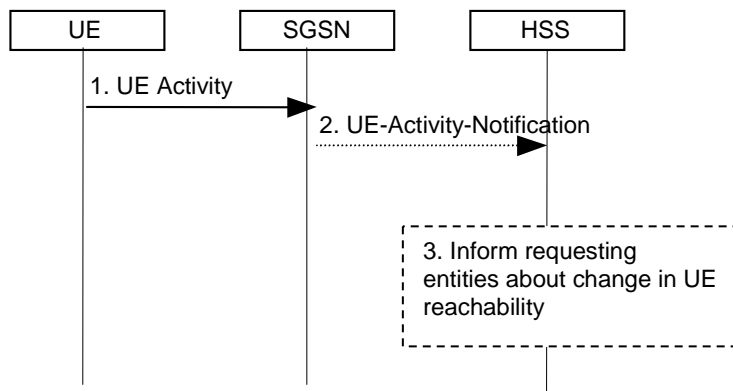 UE
SGSN
HSS
1. UE Activity
2. UE-Activity-Notification
3. Inform requesting
entities about change in UE
reachability